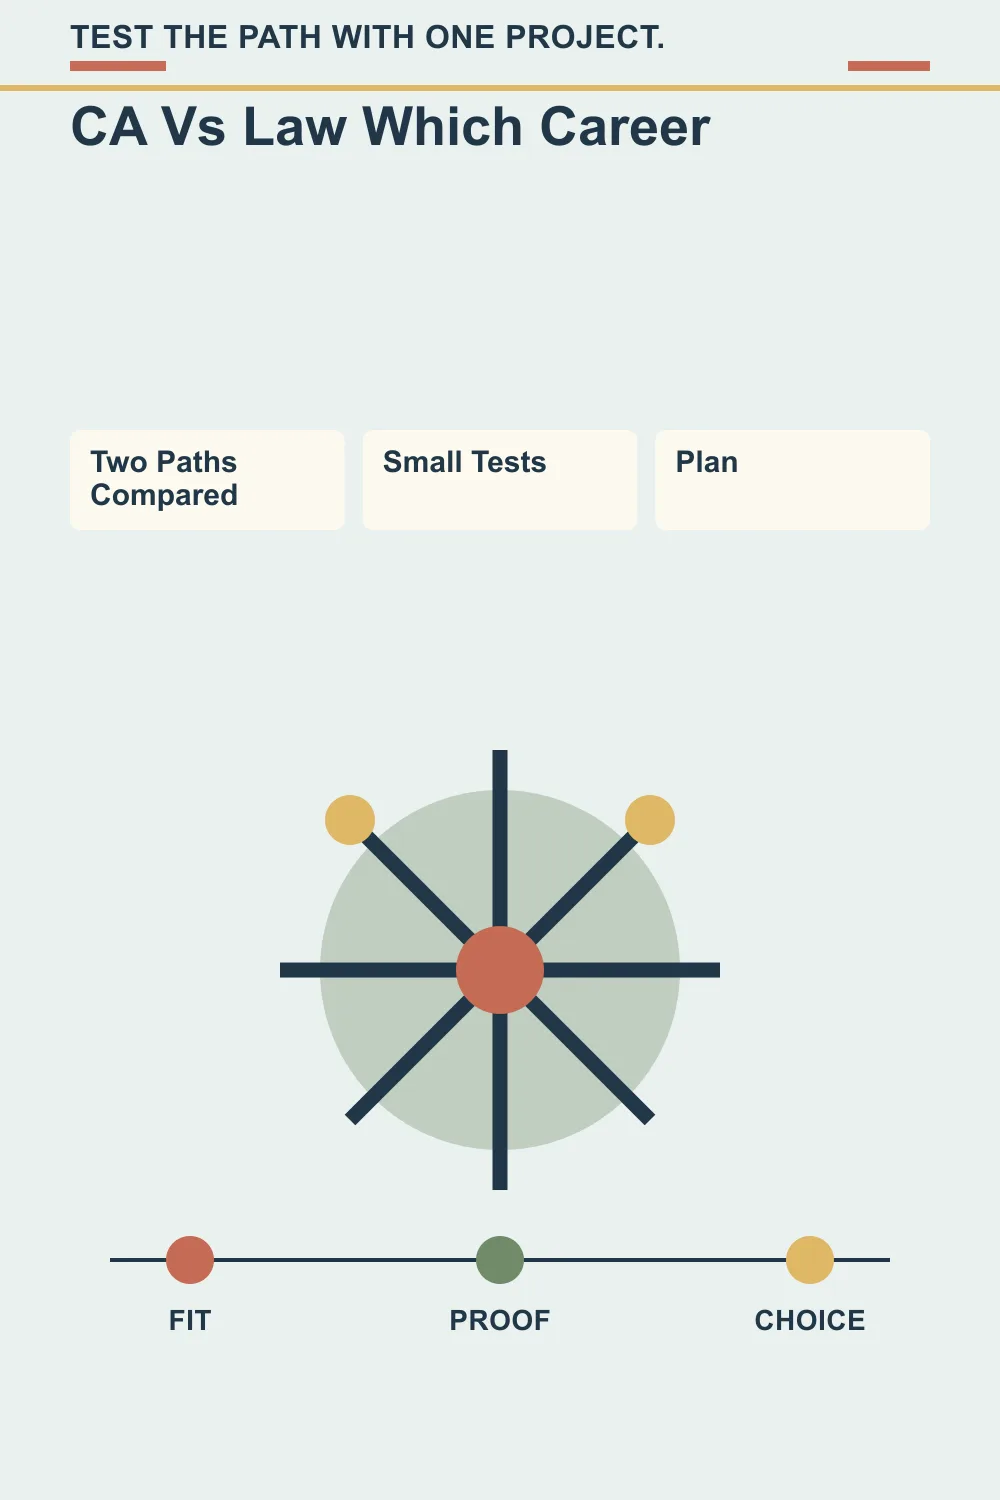 TEST THE PATH WITH ONE PROJECT.
CA Vs Law Which Career
Two Paths
Compared
Small Tests
Plan
FIT
PROOF
CHOICE